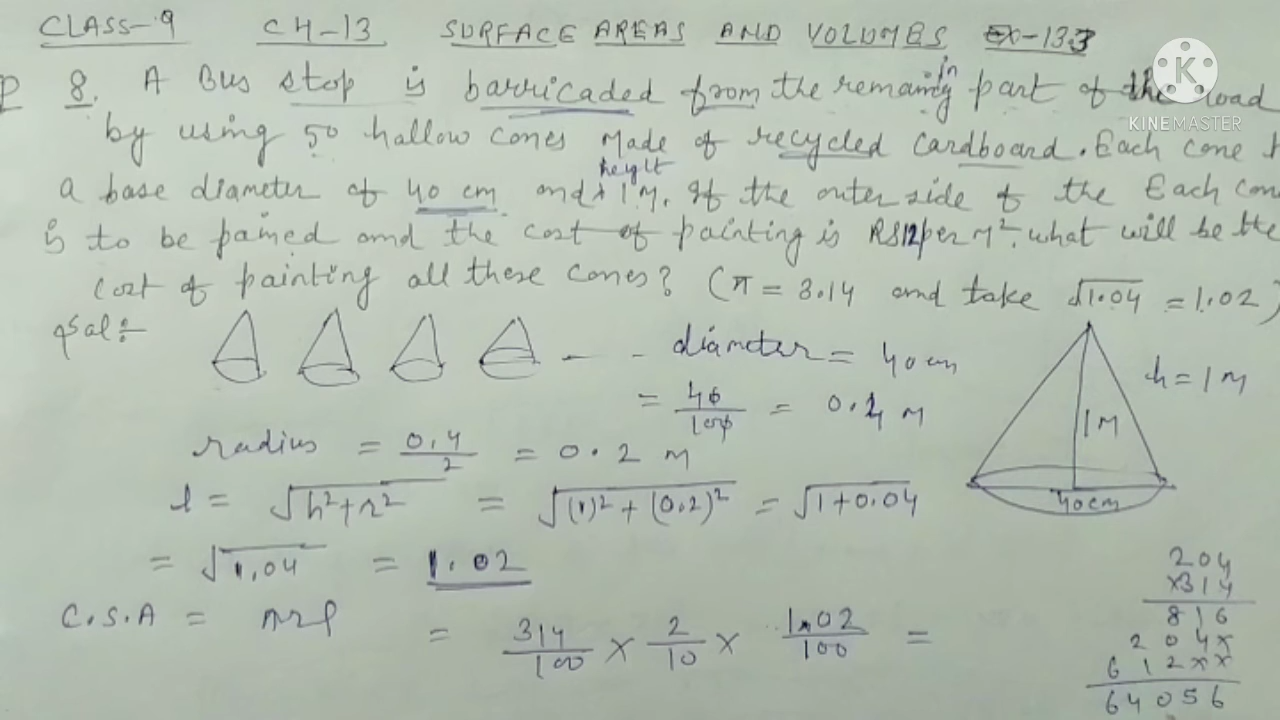 CLASS-9 CH-13 SURFACE AREAS AND VOLUMES EX-13.3
8. A Bus stop is barricaded from the remaining part of the road
KINEMASTER
by using 50 hallow cones Made of recycled cardboard. Each cone
a base diameter of 40 cm and height 1 M. If the outer side of the Each con
is to be pained and the cost of painting is RS12per M². what will be the
cost of painting all these cones? (π = 3.14 and take √1.04 = 1.02)
Sol:-
diameter = 40 cm
h = 1 M
= 40/100 = 0.4 M
1M
radius = 0.4/2 = 0.2 M
l = √h²+r² = √(1)²+(0.2)² = √1+0.04
40cm
= √1.04 = 1.02
C.S.A = πrl = 314/100 × 2/10 × 1.02/100 =
204
×314
816
204×
612××
64056